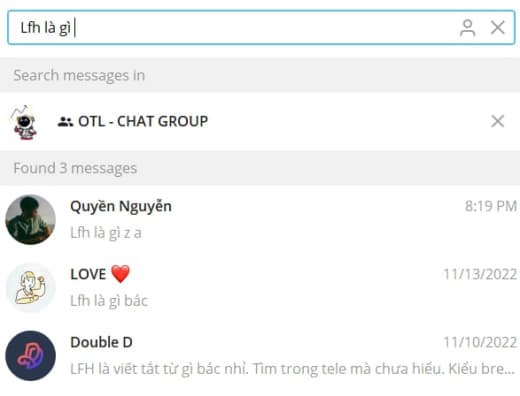 Lfh là gì
Search messages in
OTL - CHAT GROUP
Found 3 messages
Quyền Nguyễn 8:19 PM
Lfh là gì z a
LOVE ❤️ 11/13/2022
Lfh là gì bác
Double D 11/10/2022
LFH là viết tắt từ gì bác nhỉ. Tìm trong tele mà chưa hiểu. Kiểu bre...